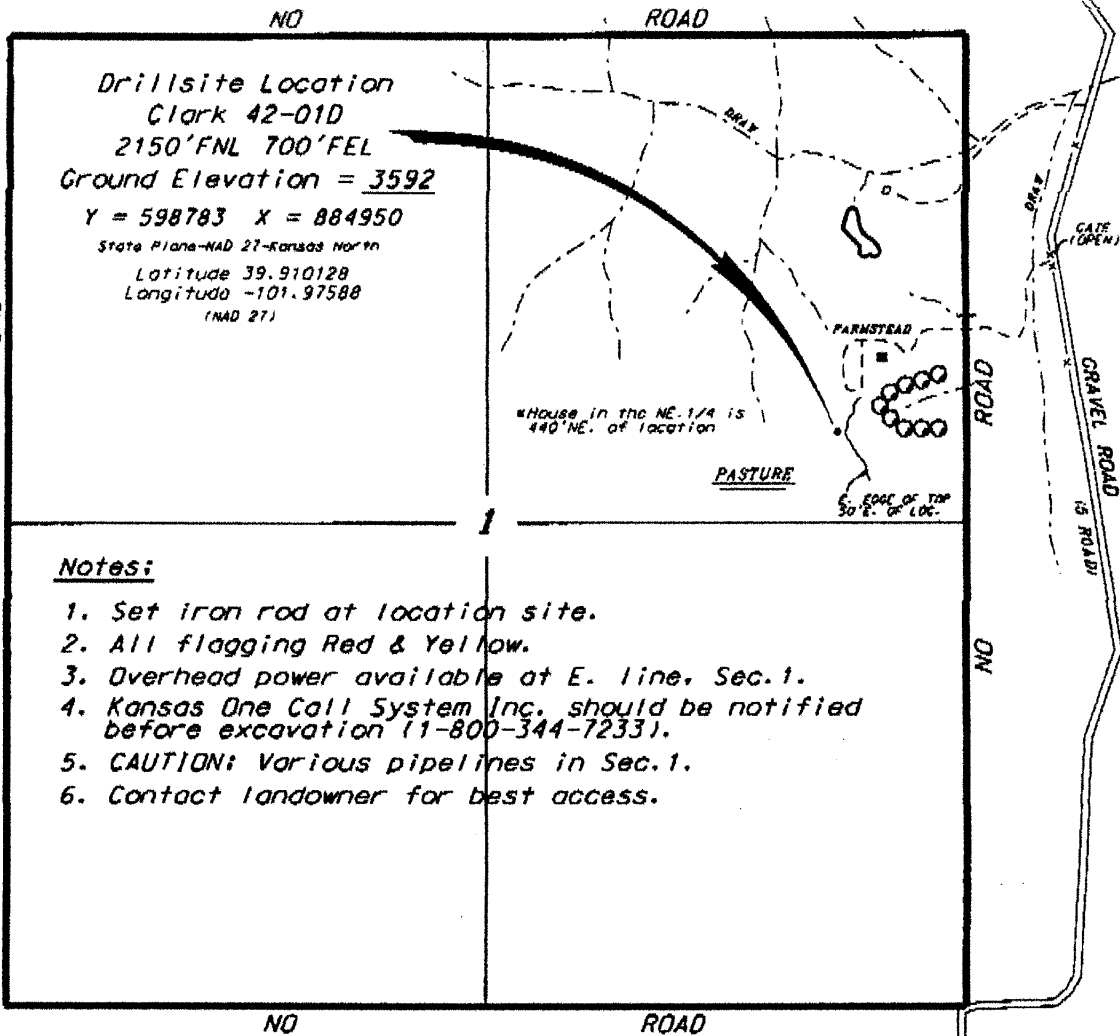 NO ROAD
Drillsite Location
Clark 42-01D
2150'FNL 700'FEL
Ground Elevation = 3592
Y = 598783 X = 884950
State Plane-NAD 27-Kansas North
Latitude 39.910128
Longitude -101.97588
(NAD 27)
DRAW
DRAW
GATE
(OPEN)
FARMSTEAD
ROAD
GRAVEL ROAD
*House in the NE.1/4 is
440'NE. of location
PASTURE
E. EDGE OF TOP
30'E. OF LOC.
1
NO
Notes:
1. Set iron rod at location site.
2. All flagging Red & Yellow.
3. Overhead power available at E. line, Sec.1.
4. Kansas One Call System Inc. should be notified
before excavation (1-800-344-7233).
5. CAUTION: Various pipelines in Sec.1.
6. Contact landowner for best access.
NO ROAD